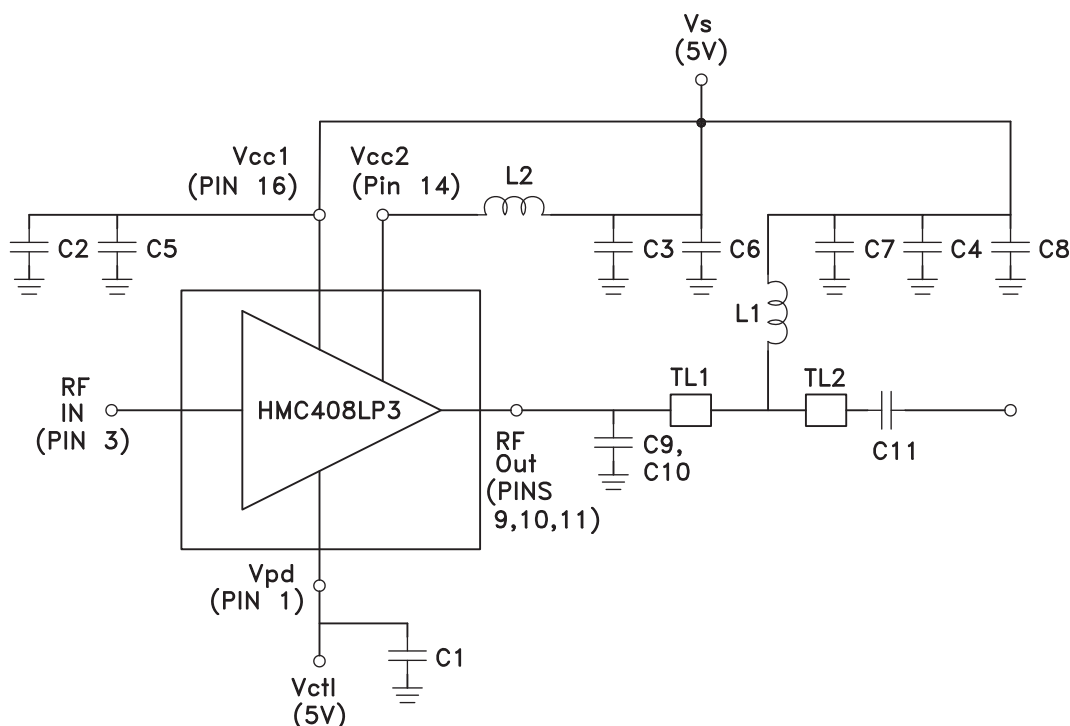 Vs
(5V)
Vcc1
(PIN 16)
Vcc2
(Pin 14)
L2
C2
C5
C3
C6
C7
C4
C8
L1
RF
IN
(PIN 3)
HMC408LP3
TL1
TL2
RF
Out
(PINS
9,10,11)
C9,
C10
C11
Vpd
(PIN 1)
C1
Vctl
(5V)